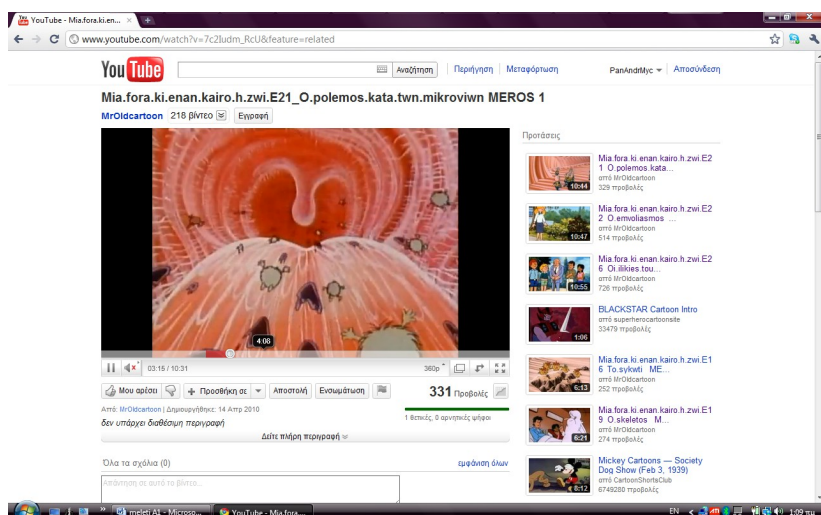 YouTube - Mia.fora.ki.en...
www.youtube.com/watch?v=7c2Iudm_RcU&feature=related
YouTube
Αναζήτηση
Περιήγηση
Μεταφόρτωση
PanAndrMyc
Αποσύνδεση
Mia.fora.ki.enan.kairo.h.zwi.E21_O.polemos.kata.twn.mikroviwn MEROS 1
MrOldcartoon 218 βίντεο
Εγγραφή
4:08
03:15 / 10:31
360p
Μου αρέσει
Προσθήκη σε
Αποστολή
Ενσωμάτωση
331 Προβολές
Από: MrOldcartoon | Δημιουργήθηκε: 14 Απρ 2010
δεν υπάρχει διαθέσιμη περιγραφή
1 θετικές, 0 αρνητικές ψήφοι
Δείτε πλήρη περιγραφή
Όλα τα σχόλια (0)
εμφάνιση όλων
Απάντηση σε αυτό το βίντεο...
Προτάσεις
Mia.fora.ki.enan.kairo.h.zwi.E2
1 O.polemos.kata...
από MrOldcartoon
329 προβολές
10:44
Mia.fora.ki.enan.kairo.h.zwi.E2
2 O.emvoliasmos ...
από MrOldcartoon
514 προβολές
10:47
Mia.fora.ki.enan.kairo.h.zwi.E2
6 Oi.ilikies.tou...
από MrOldcartoon
726 προβολές
10:55
BLACKSTAR Cartoon Intro
από superherocartoonsite
33479 προβολές
1:06
Mia.fora.ki.enan.kairo.h.zwi.E1
6 To.sykwti ME...
από MrOldcartoon
252 προβολές
6:13
Mia.fora.ki.enan.kairo.h.zwi.E1
9 O.skeletos M...
από MrOldcartoon
274 προβολές
6:21
Mickey Cartoons — Society
Dog Show (Feb 3, 1939)
από CartoonShortsClub
6749280 προβολές
8:12
meleti A1 - Microso...
YouTube - Mia.fora....
EN
1:09 πμ